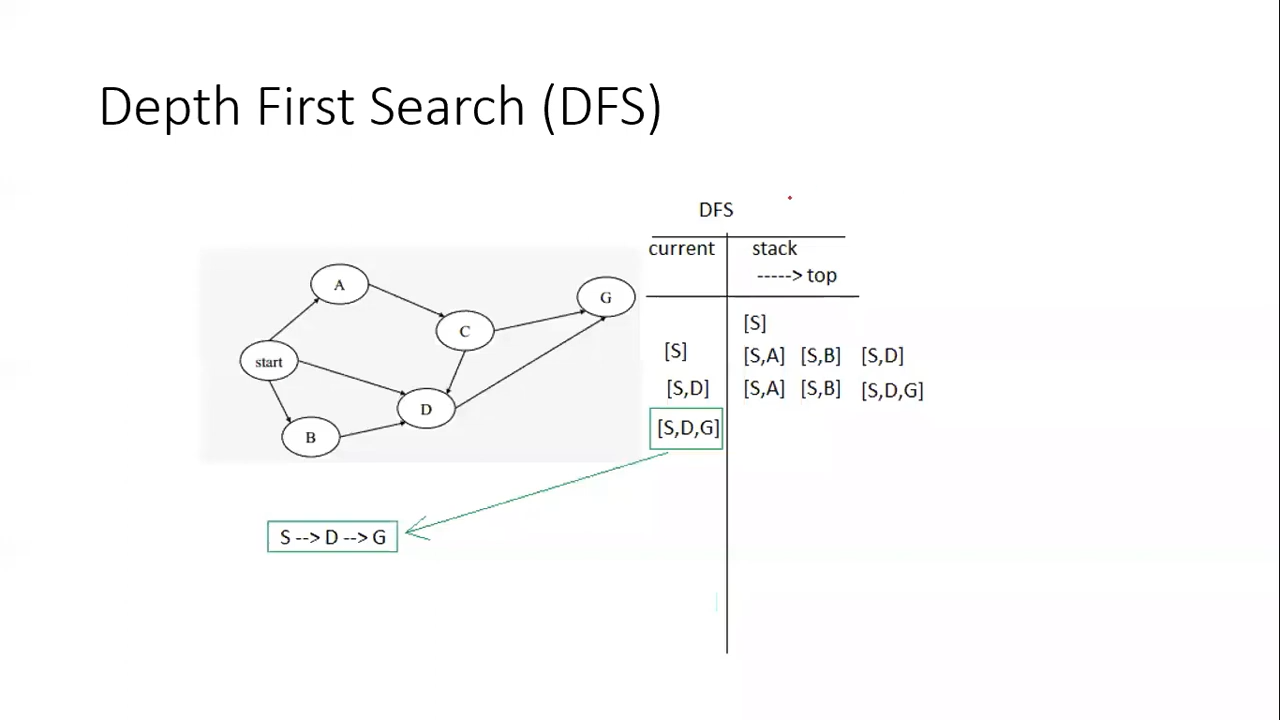 Depth First Search (DFS)
DFS
current stack
-----> top
A
G
C
start
D
B
[S]
[S] [S,A] [S,B] [S,D]
[S,D] [S,A] [S,B] [S,D,G]
[S,D,G]
S --> D --> G